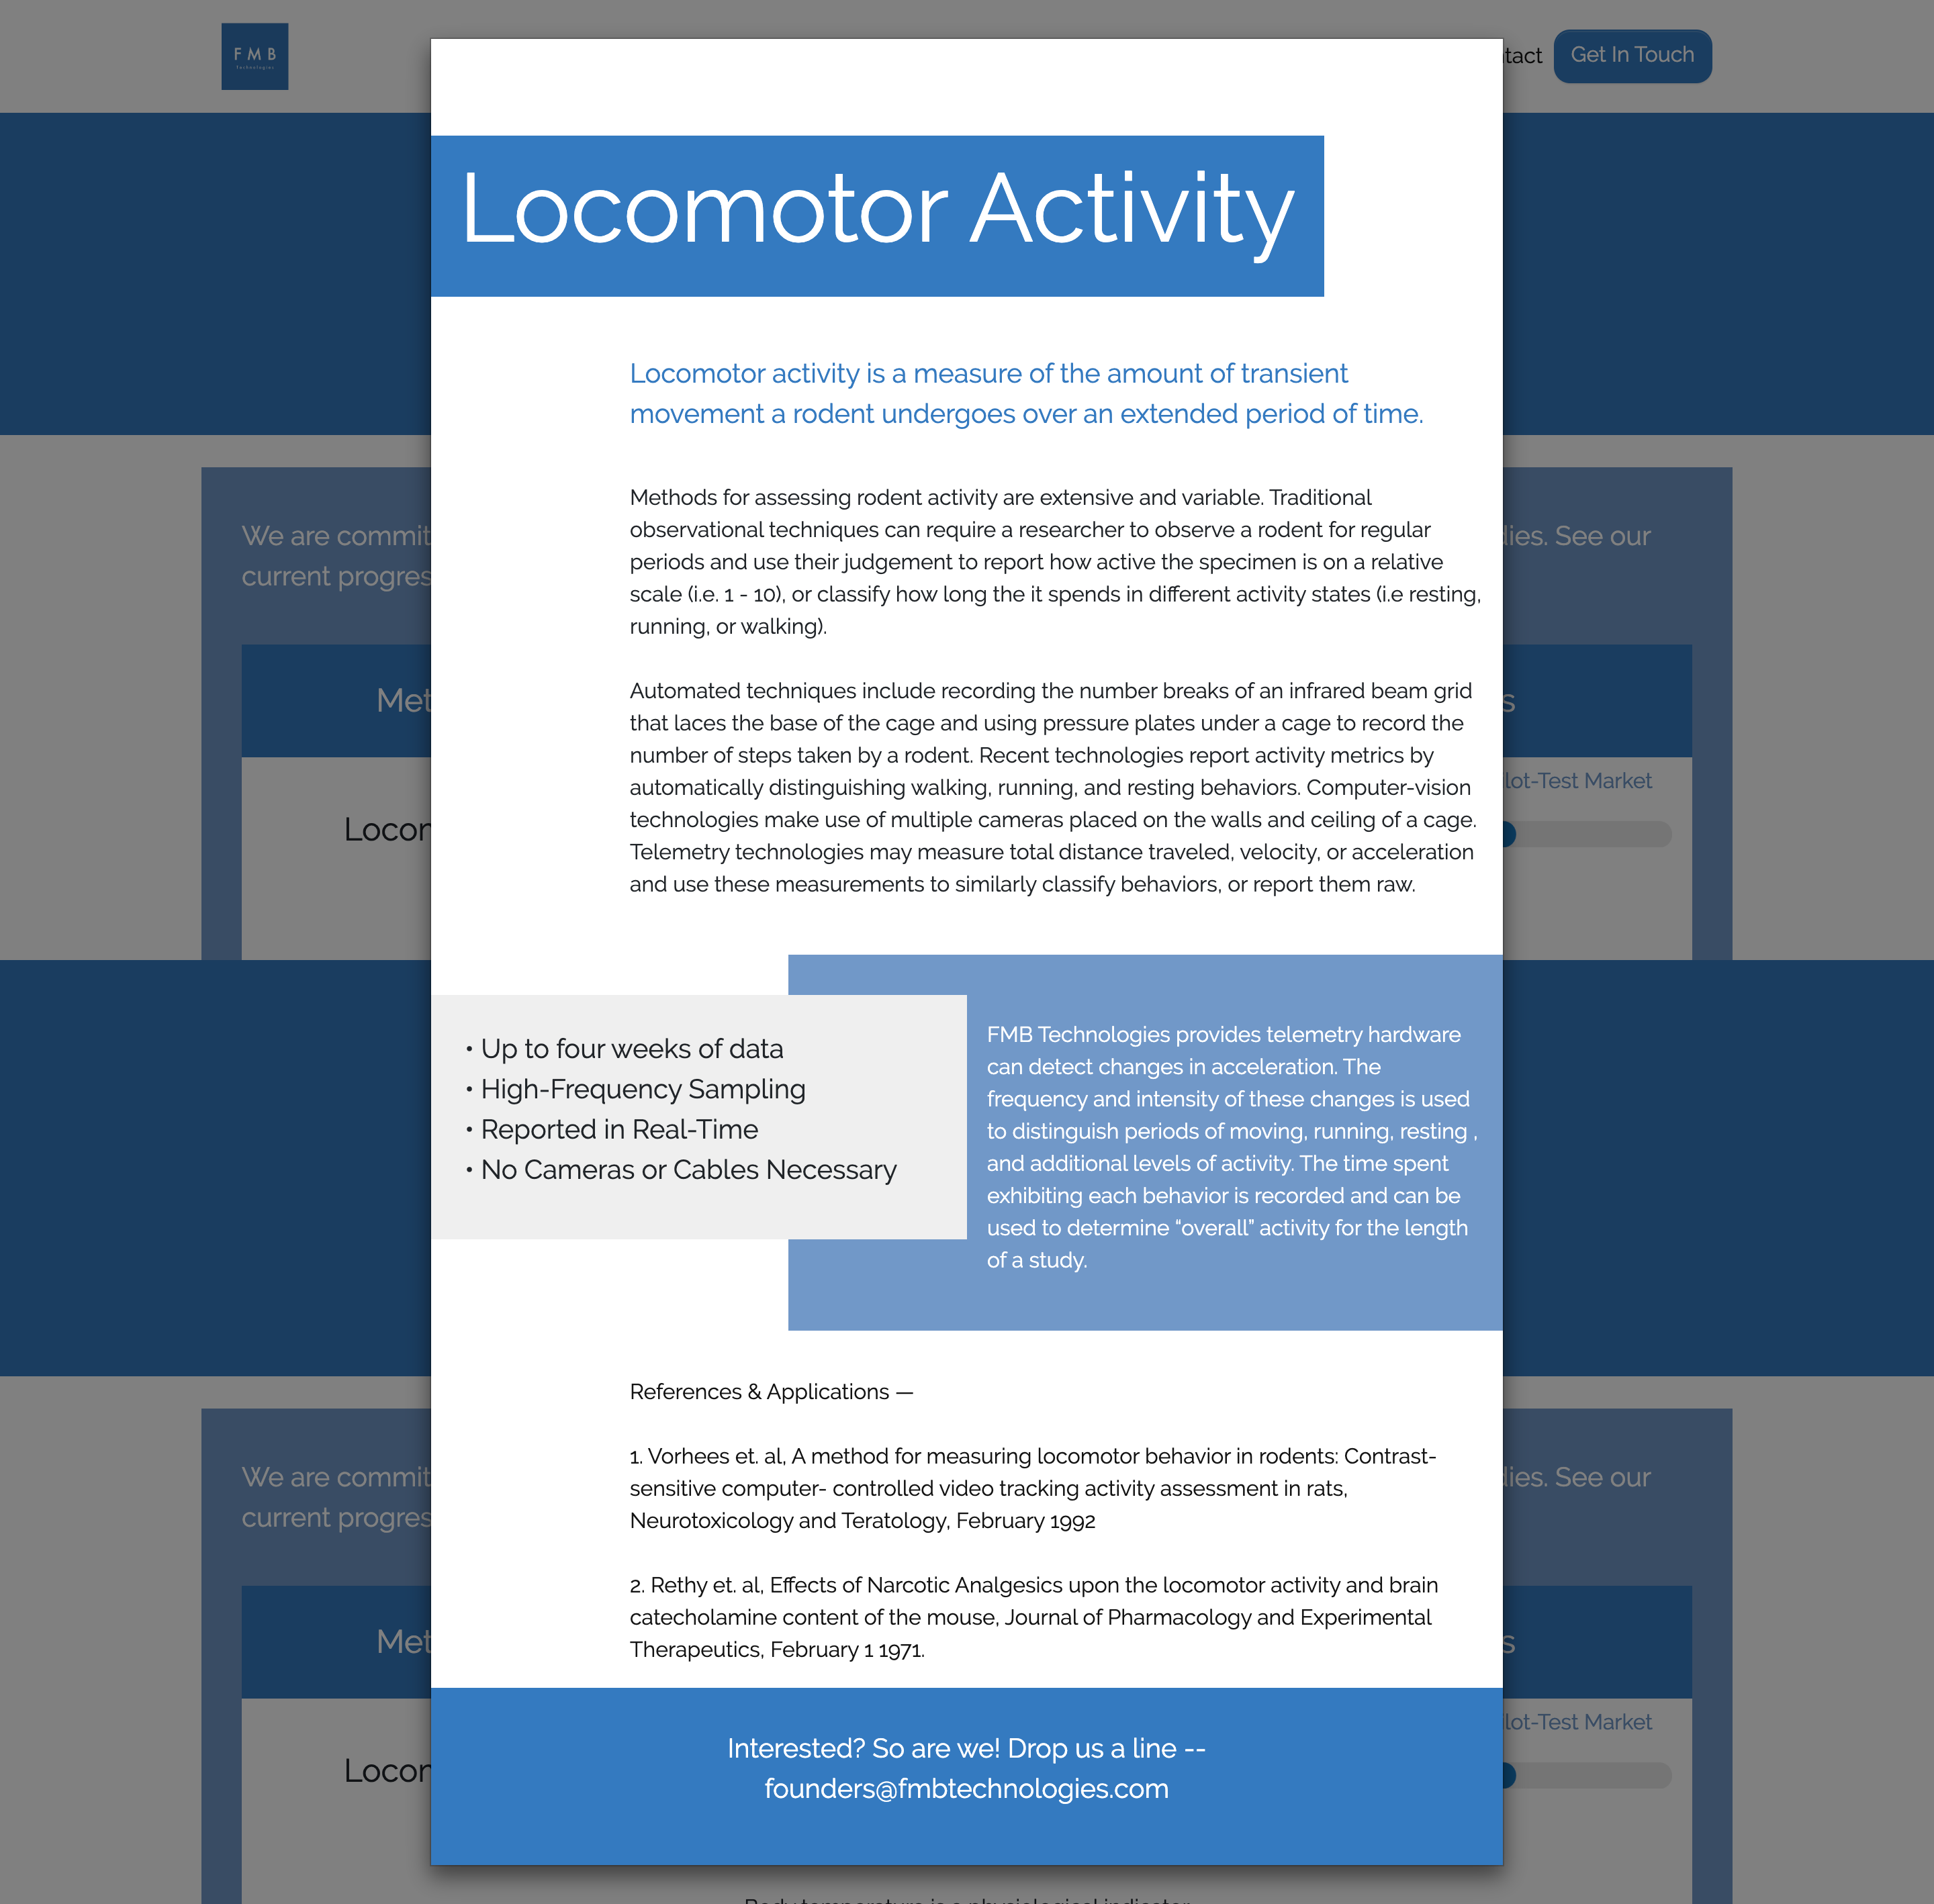 FMB
Technologies
tact
Get In Touch
Locomotor Activity
Locomotor activity is a measure of the amount of transient
movement a rodent undergoes over an extended period of time.
Methods for assessing rodent activity are extensive and variable. Traditional
observational techniques can require a researcher to observe a rodent for regular
periods and use their judgement to report how active the specimen is on a relative
scale (i.e. 1 - 10), or classify how long the it spends in different activity states (i.e resting,
running, or walking).
Automated techniques include recording the number breaks of an infrared beam grid
that laces the base of the cage and using pressure plates under a cage to record the
number of steps taken by a rodent. Recent technologies report activity metrics by
automatically distinguishing walking, running, and resting behaviors. Computer-vision
technologies make use of multiple cameras placed on the walls and ceiling of a cage.
Telemetry technologies may measure total distance traveled, velocity, or acceleration
and use these measurements to similarly classify behaviors, or report them raw.
• Up to four weeks of data
• High-Frequency Sampling
• Reported in Real-Time
• No Cameras or Cables Necessary
FMB Technologies provides telemetry hardware
can detect changes in acceleration. The
frequency and intensity of these changes is used
to distinguish periods of moving, running, resting ,
and additional levels of activity. The time spent
exhibiting each behavior is recorded and can be
used to determine “overall” activity for the length
of a study.
References & Applications —
1. Vorhees et. al, A method for measuring locomotor behavior in rodents: Contrast-
sensitive computer- controlled video tracking activity assessment in rats,
Neurotoxicology and Teratology, February 1992
2. Rethy et. al, Effects of Narcotic Analgesics upon the locomotor activity and brain
catecholamine content of the mouse, Journal of Pharmacology and Experimental
Therapeutics, February 1 1971.
Interested? So are we! Drop us a line --
founders@fmbtechnologies.com
We are commit
dies. See our
current progres
Met
s
lot-Test Market
Locom
We are commit
dies. See our
current progres
Met
s
ilot-Test Market
Locom